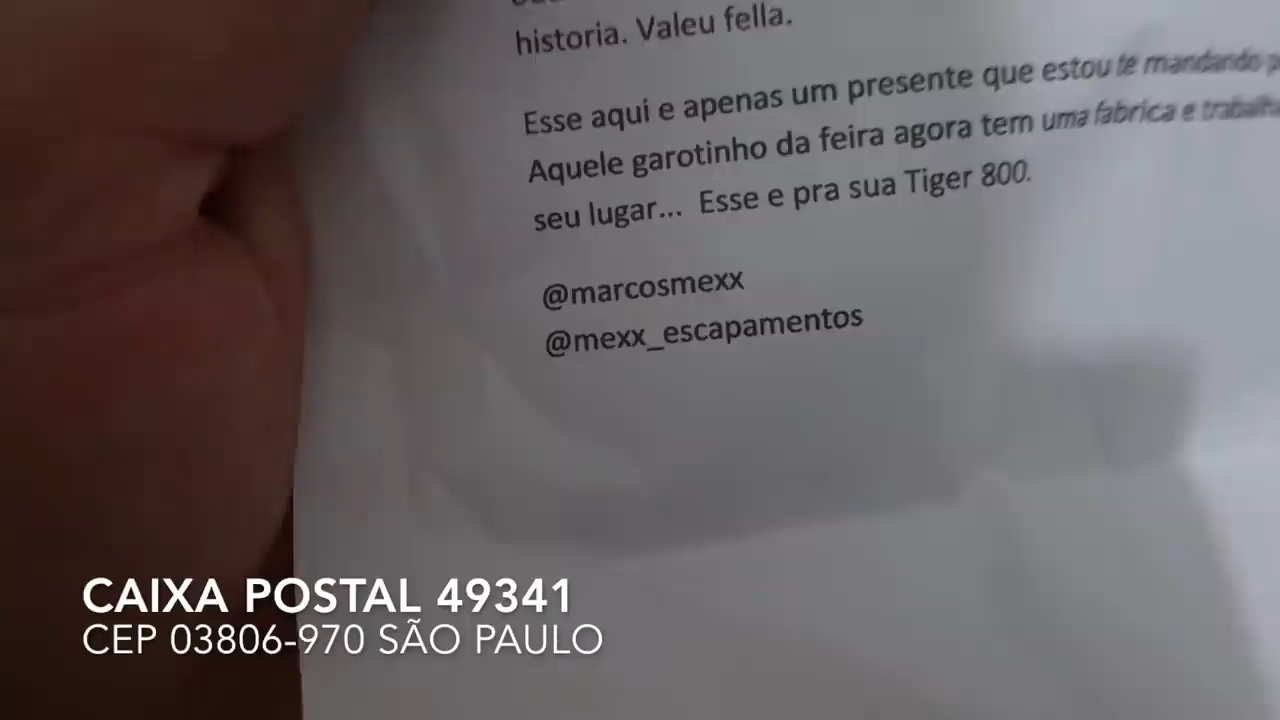 historia. Valeu fella.
Esse aqui e apenas um presente que estou te mandando
Aquele garotinho da feira agora tem uma fabrica e
seu lugar... Esse e pra sua Tiger 800.
@marcosmexx
@mexx_escapamentos
CAIXA POSTAL 49341
CEP 03806-970 SÃO PAULO